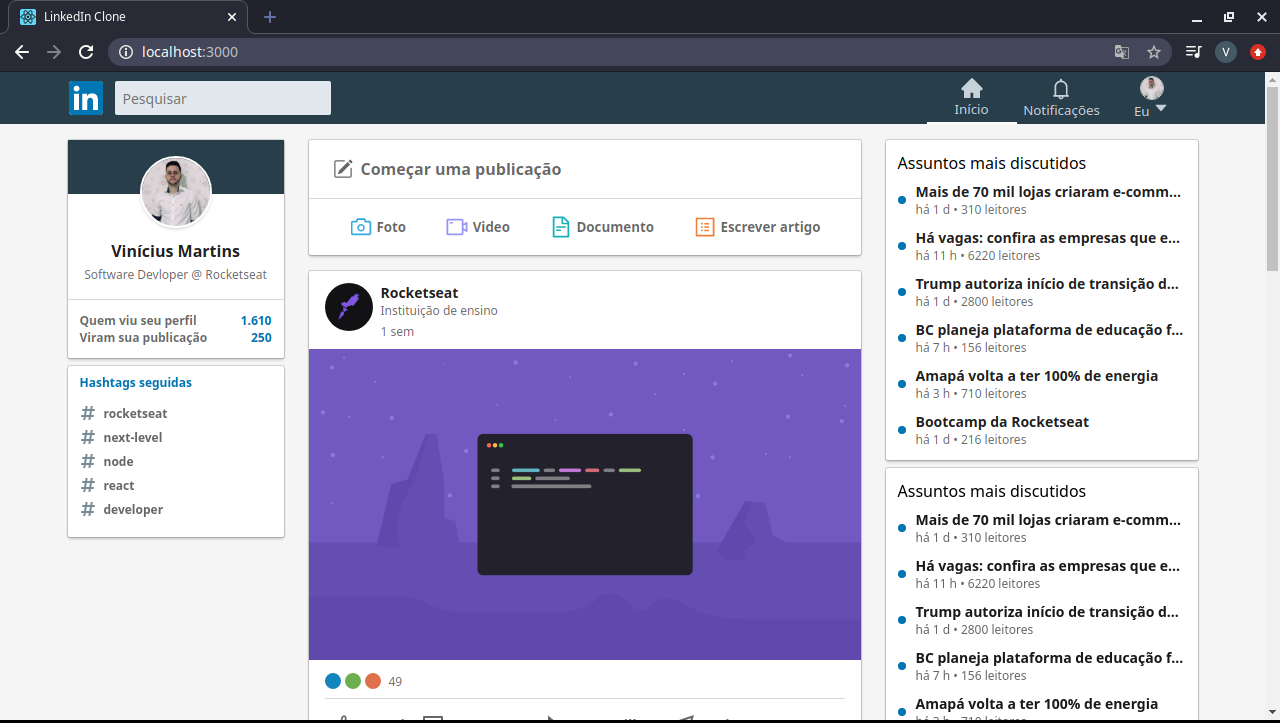 LinkedIn Clone
localhost:3000
V
in
Pesquisar
Início
Notificações
Eu
Vinícius Martins
Software Devloper @ Rocketseat
Quem viu seu perfil 1.610
Viram sua publicação 250
Hashtags seguidas
# rocketseat
# next-level
# node
# react
# developer
Começar uma publicação
Foto
Video
Documento
Escrever artigo
Rocketseat
Instituição de ensino
1 sem
49
Assuntos mais discutidos
Mais de 70 mil lojas criaram e-comm...
há 1 d • 310 leitores
Há vagas: confira as empresas que e...
há 11 h • 6220 leitores
Trump autoriza início de transição d...
há 1 d • 2800 leitores
BC planeja plataforma de educação f...
há 7 h • 156 leitores
Amapá volta a ter 100% de energia
há 3 h • 710 leitores
Bootcamp da Rocketseat
há 1 d • 216 leitores
Assuntos mais discutidos
Mais de 70 mil lojas criaram e-comm...
há 1 d • 310 leitores
Há vagas: confira as empresas que e...
há 11 h • 6220 leitores
Trump autoriza início de transição d...
há 1 d • 2800 leitores
BC planeja plataforma de educação f...
há 7 h • 156 leitores
Amapá volta a ter 100% de energia